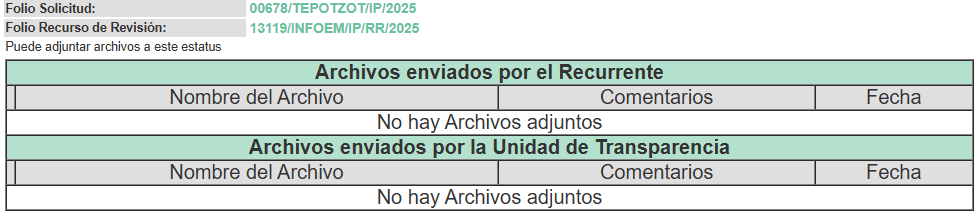 Folio Solicitud: 00678/TEPOTZOT/IP/2025
Folio Recurso de Revisión: 13119/INFOEM/IP/RR/2025
Puede adjuntar archivos a este estatus
Archivos enviados por el Recurrente
Nombre del Archivo Comentarios Fecha
No hay Archivos adjuntos
Archivos enviados por la Unidad de Transparencia
Nombre del Archivo Comentarios Fecha
No hay Archivos adjuntos